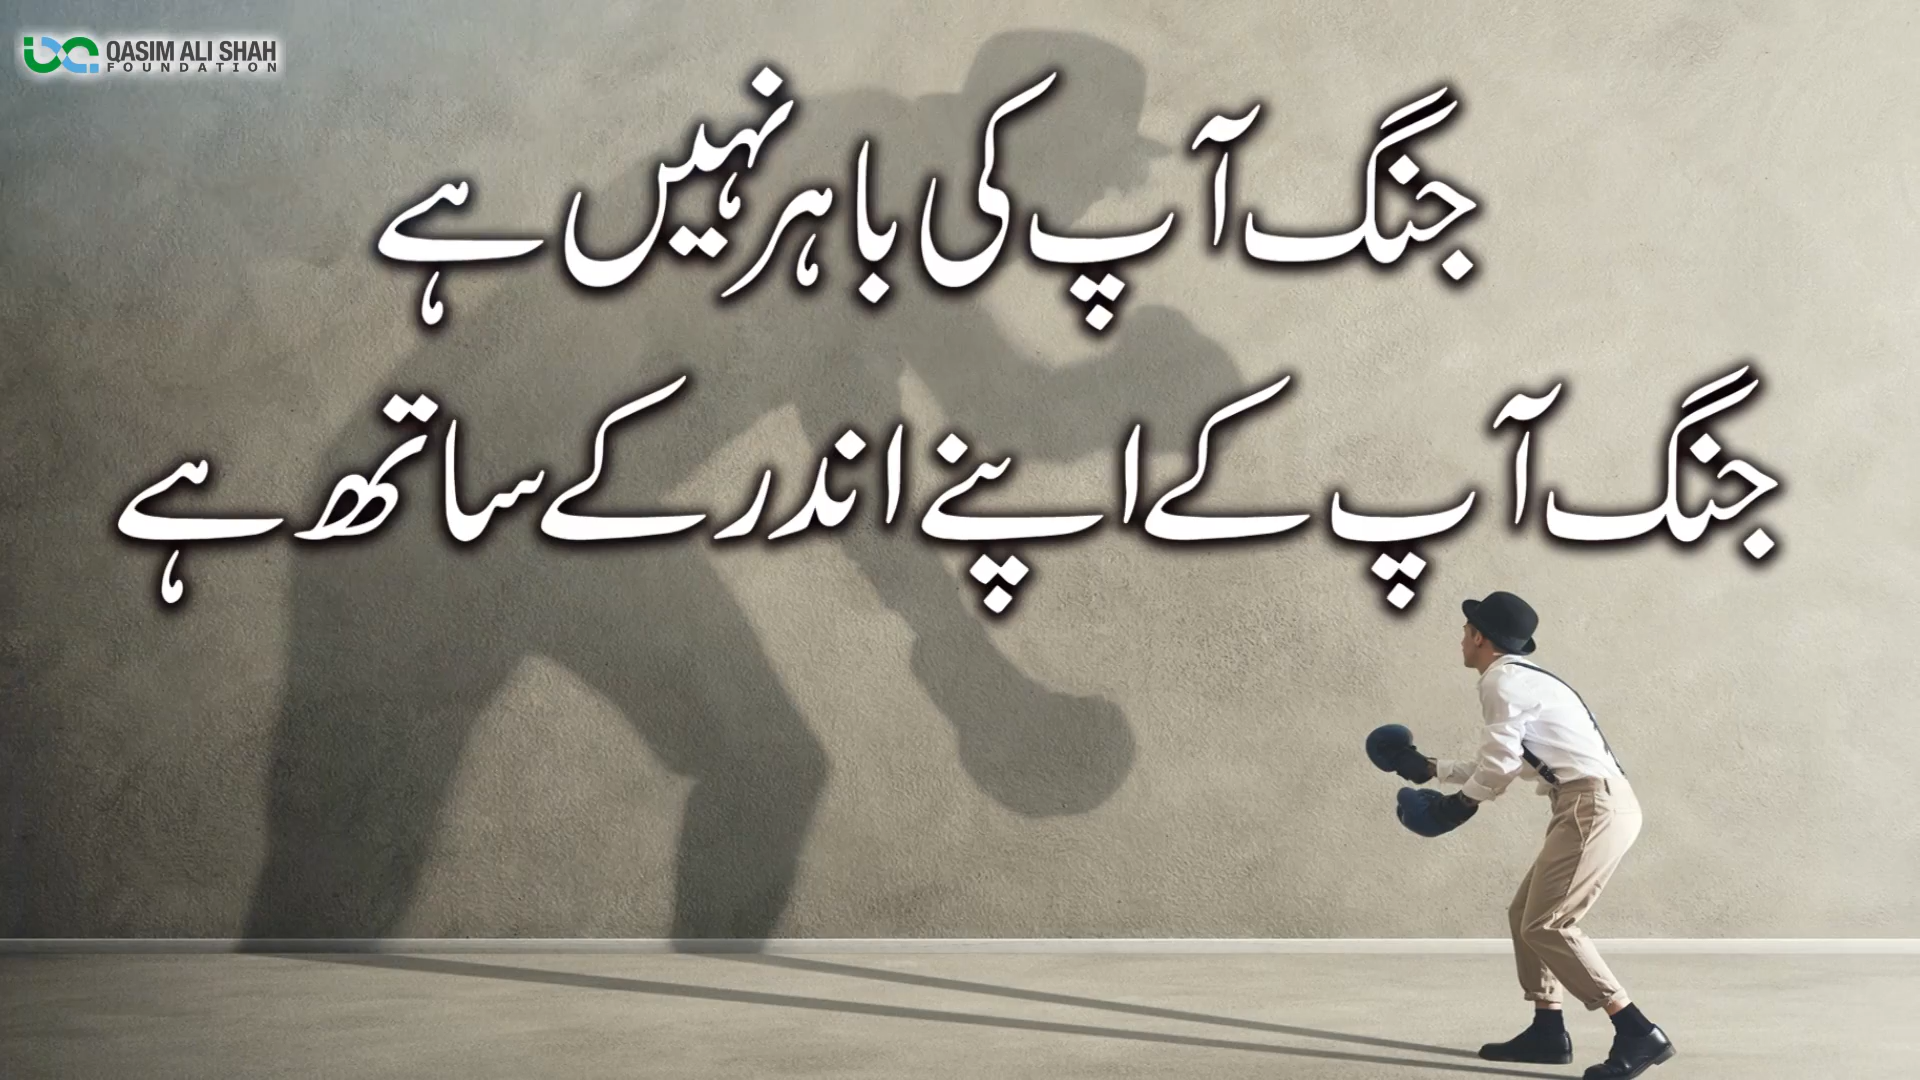 QASIM ALI SHAH
FOUNDATION
جنگ آپ کی باہر نہیں ہے
جنگ آپ کے اپنے اندر کے ساتھ ہے